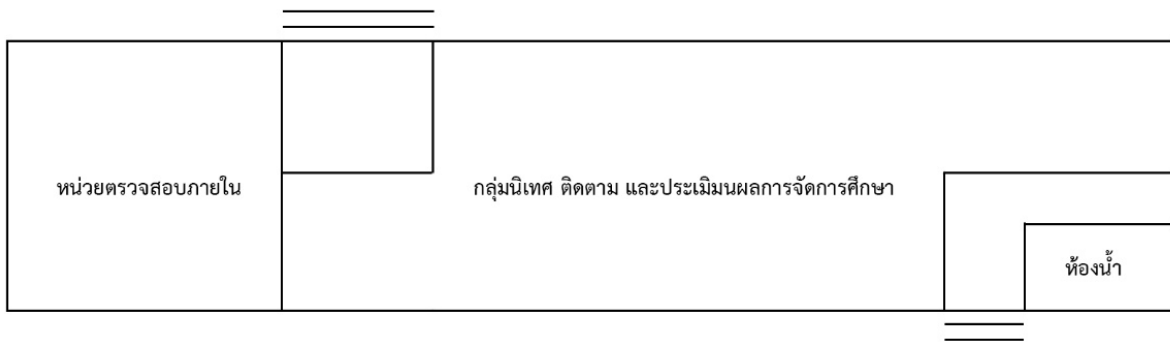 หน่วยตรวจสอบภายใน
กลุ่มนิเทศ ติดตาม และประเมิมนผลการจัดการศึกษา
ห้องน้ำ